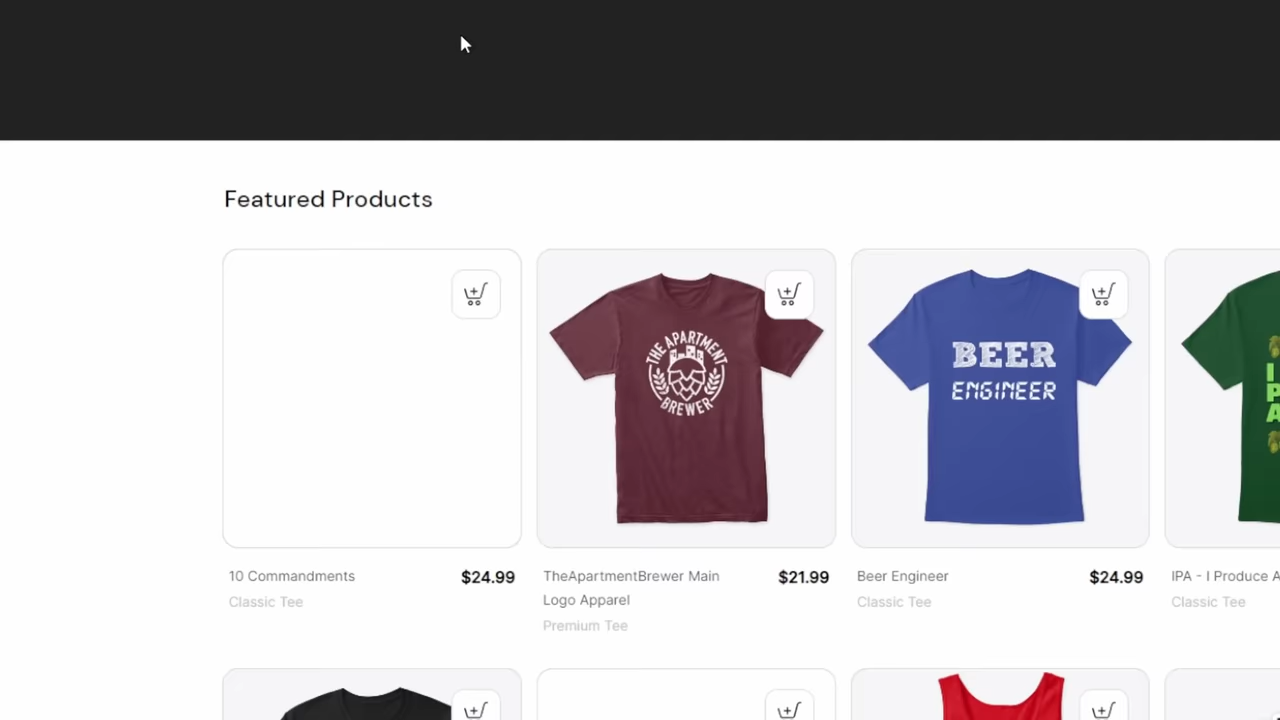 Featured Products
THE APARTMENT
BREWER
BEER
ENGINEER
I
P
A
10 Commandments
$24.99
Classic Tee
TheApartmentBrewer Main
Logo Apparel
$21.99
Premium Tee
Beer Engineer
$24.99
Classic Tee
IPA - I Produce A
Classic Tee